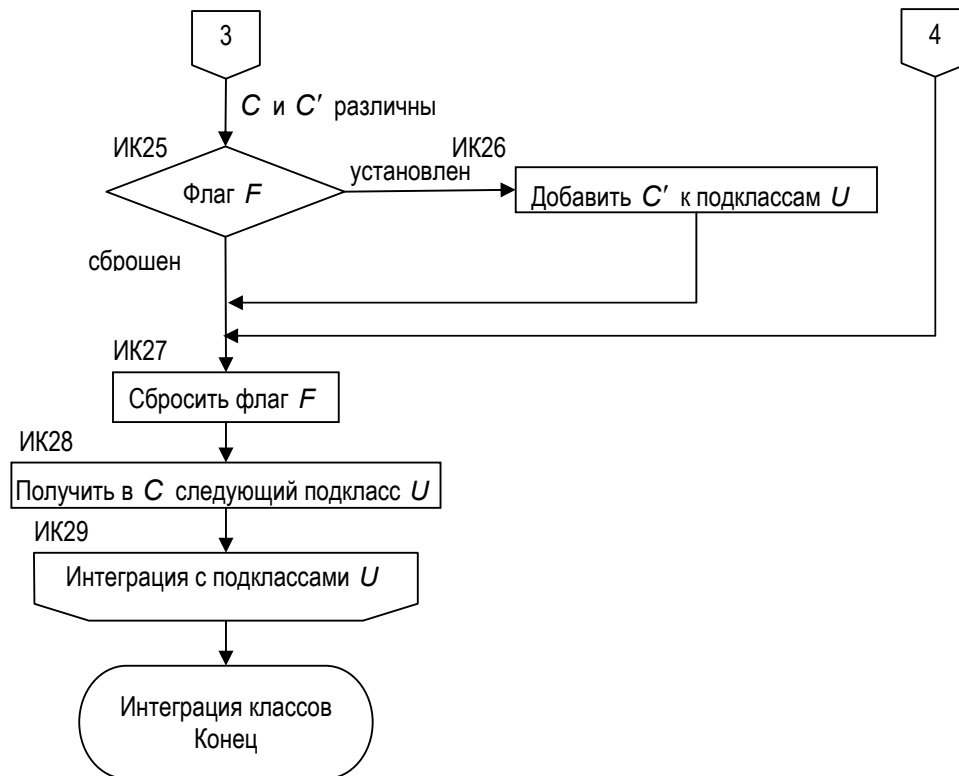 3
4
C и C′ различны
ИК25
ИК26
установлен
Флаг F
Добавить C′ к подклассам U
сброшен
ИК27
Сбросить флаг F
ИК28
Получить в C следующий подкласс U
ИК29
Интеграция с подклассами U
Интеграция классов
Конец